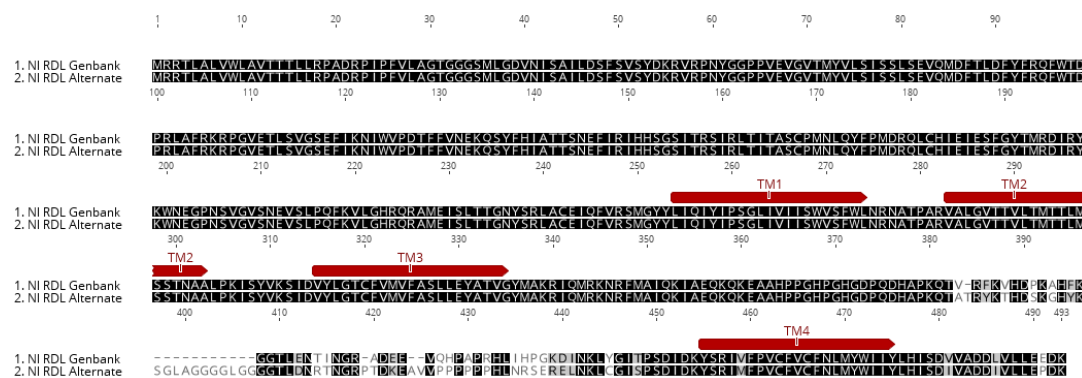 1 10 20 30 40 50 60 70 80 90
1. NI RDL Genbank MRRTLALVWLAVTTTLLRPADRPIPFVLAGTGGGSMLGDVNISAILDSFSVSYDKRVRPNYGGPPVEVGVTMYVLSISSLSEVQMDFTLDFYFRQFWTD
2. NI RDL Alternate MRRTLALVWLAVTTTLLRPADRPIPFVLAGTGGGSMLGDVNISAILDSFSVSYDKRVRPNYGGPPVEVGVTMYVLSISSLSEVQMDFTLDFYFRQFWTD
100 110 120 130 140 150 160 170 180 190
1. NI RDL Genbank PRLAFRKRPGVETLSVGSEFIKNIWVPDTFFVNEKQSYFHIATTSNEFIRIHHSGSITRSIRLTITASCPMNLQYFPMDRQLCHIEIESFGYTMRDIRY
2. NI RDL Alternate PRLAFRKRPGVETLSVGSEFIKNIWVPDTFFVNEKQSYFHIATTSNEFIRIHHSGSITRSIRLTITASCPMNLQYFPMDRQLCHIEIESFGYTMRDIRY
200 210 220 230 240 250 260 270 280 290
TM1 TM2
1. NI RDL Genbank KWNEGPNSVGVSNEVSLPQFKVLGHRQRAMEISLTTGNYSRLACEIQFVRSMGYYLIQIYIPSGLIVIISWVSFWLNRNATPARVALGVTTVLTMTTLM
2. NI RDL Alternate KWNEGPNSVGVSNEVSLPQFKVLGHRQRAMEISLTTGNYSRLACEIQFVRSMGYYLIQIYIPSGLIVIISWVSFWLNRNATPARVALGVTTVLTMTTLM
300 310 320 330 340 350 360 370 380 390
TM2 TM3
1. NI RDL Genbank SSTNAALPKISYVKSIDVYLGTCFVMVFASLLEYATVGYMAKRIQMRKNRFMAIQKIAEQKQKEAAHPPGHPGHGDPQDHAPKQTV-RFKVHDPKAHFK
2. NI RDL Alternate SSTNAALPKISYVKSIDVYLGTCFVMVFASLLEYATVGYMAKRIQMRKNRFMAIQKIAEQKQKEAAHPPGHPGHGDPQDHAPKQTATRYKTHDSKGHYK
400 410 420 430 440 450 460 470 480 490 493
TM4
1. NI RDL Genbank -----------GGTLENTINGR-ADEE--VQHPAPRHLIHPGKDINKLYGITPSDIDKYSRIVFPVCFVCFNLMYWIIYLHISDVVADDLVLLEEDK
2. NI RDL Alternate SGLAGGGGLGGGGTLDNRTNGRPTDKEAVVPPPPPPHLNRSERELNKLCGISPSDIDKYSRIMFPVCFVCFNLMYWIIYLHISDIVADDLVLLEPDK